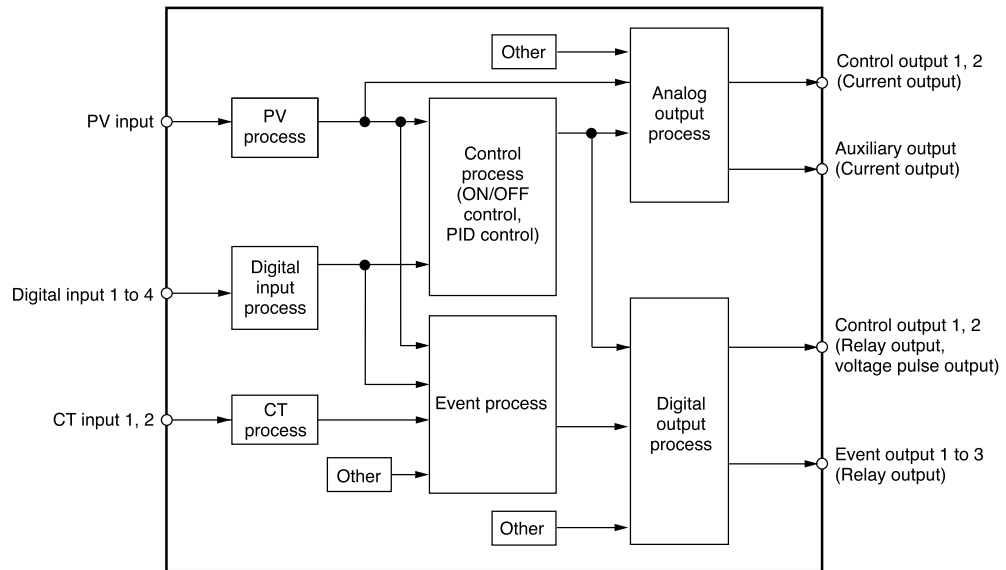 Other
Control output 1, 2
(Current output)
Analog
output
process
PV input
PV
process
Control
process
(ON/OFF
control,
PID control)
Auxiliary output
(Current output)
Digital input 1 to 4
Digital
input
process
Control output 1, 2
(Relay output,
voltage pulse output)
CT input 1, 2
CT
process
Event process
Digital
output
process
Other
Event output 1 to 3
(Relay output)
Other